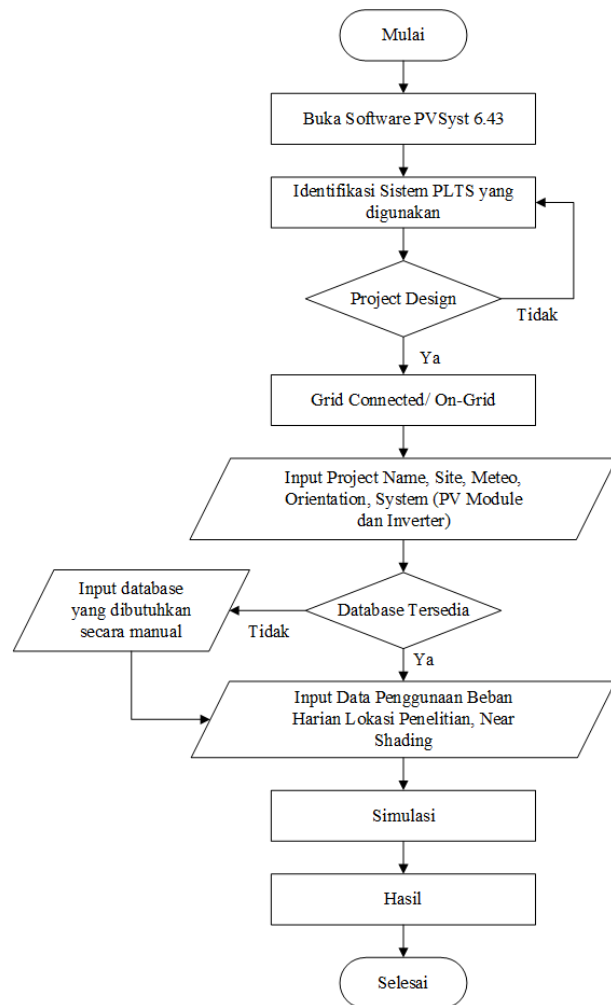 Mulai
Buka Software PVSyst 6.43
Identifikasi Sistem PLTS yang
digunakan
Project Design
Tidak
Ya
Grid Connected/ On-Grid
Input Project Name, Site, Meteo,
Orientation, System (PV Module
dan Inverter)
Database Tersedia
Tidak
Input database
yang dibutuhkan
secara manual
Ya
Input Data Penggunaan Beban
Harian Lokasi Penelitian, Near
Shading
Simulasi
Hasil
Selesai